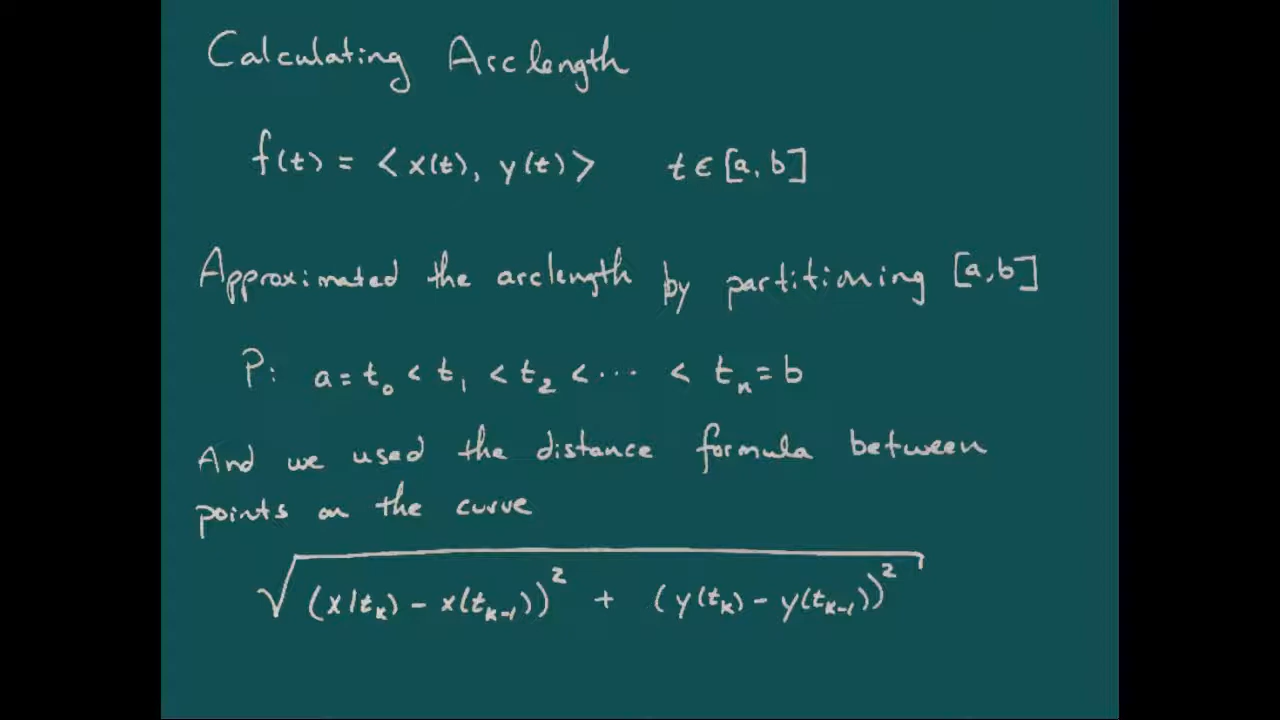 Calculating Arclength
f(t) = < x(t), y(t) > t ∈ [a, b]
Approximated the arclength by partitioning [a, b]
P: a = t₀ < t₁ < t₂ < ... < tₙ = b
And we used the distance formula between
points on the curve
√((x(tₖ) - x(tₖ₋₁))² + (y(tₖ) - y(tₖ₋₁))²)